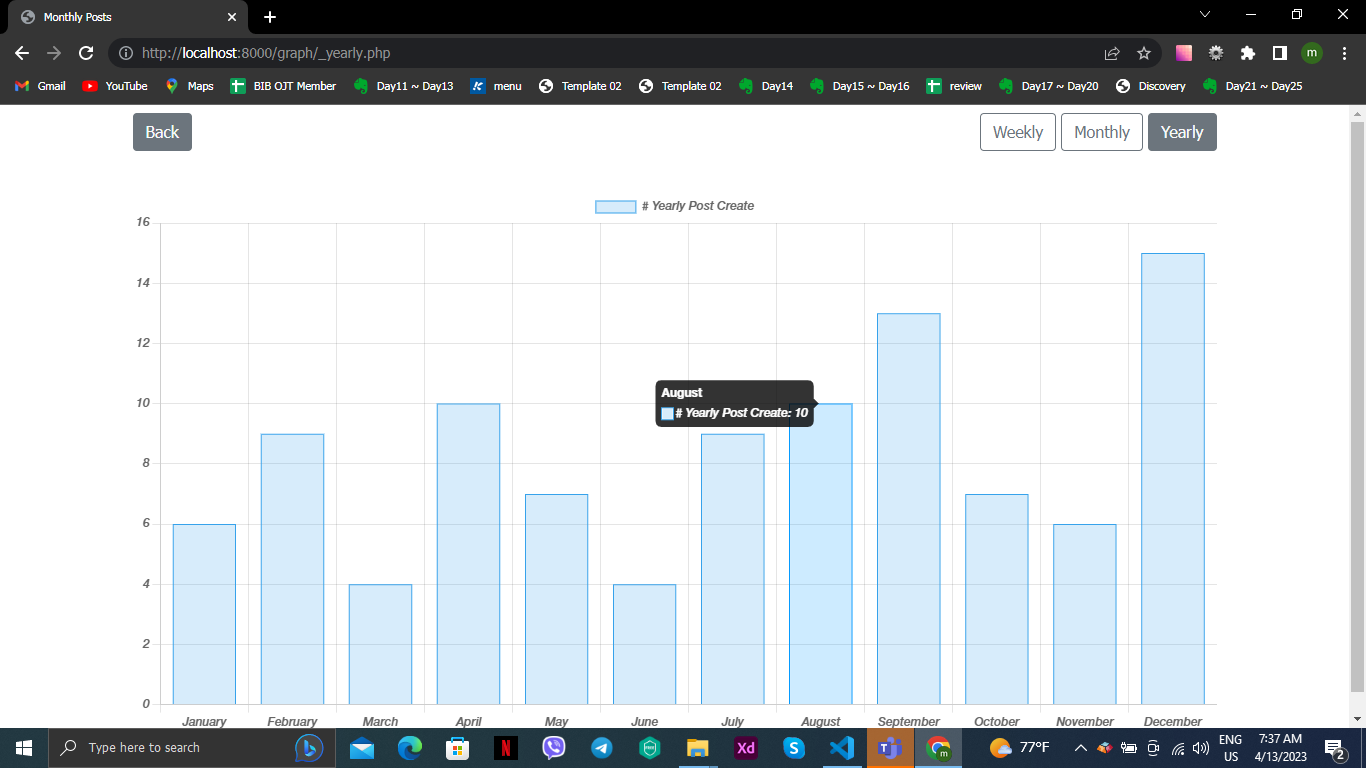 Monthly Posts
http://localhost:8000/graph/_yearly.php
m
Gmail YouTube Maps BIB OJT Member Day11 ~ Day13 menu Template 02 Template 02 Day14 Day15 ~ Day16 review Day17 ~ Day20 Discovery Day21 ~ Day25
Back Weekly Monthly Yearly
# Yearly Post Create
16
14
12
10
8
6
4
2
0
August
# Yearly Post Create: 10
January February March April May June July August September October November December
Type here to search
N
Xd
S
T
m
77°F
ENG
US
7:37 AM
4/13/2023
2